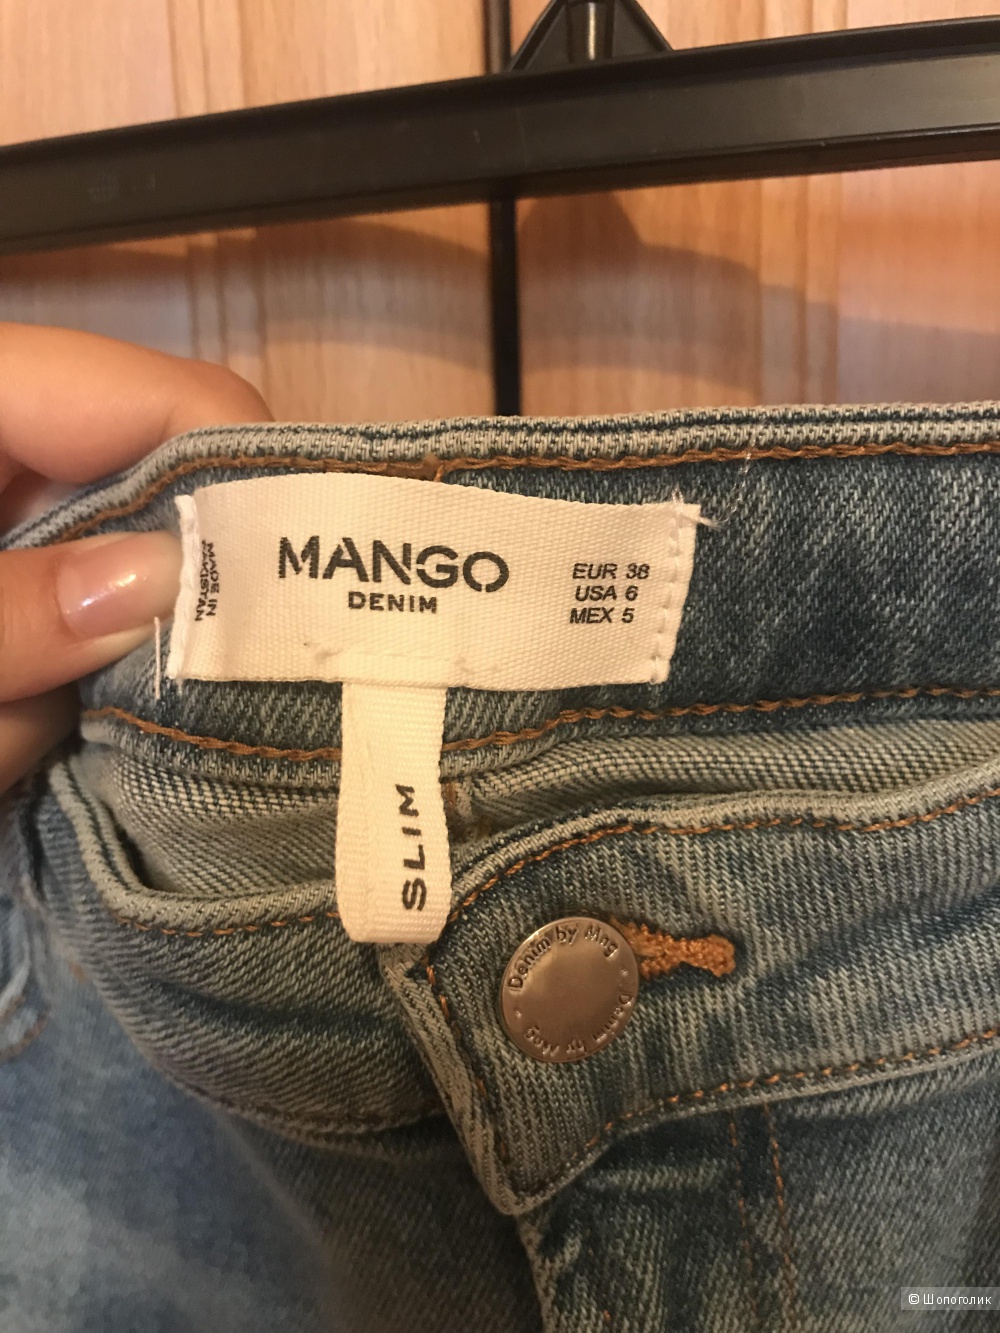 MANGO
DENIM
EUR 38
USA 6
MEX 5
MADE IN
PAKISTAN
SLIM
Denim by Mng
Denim by Mng
© Шопоголик